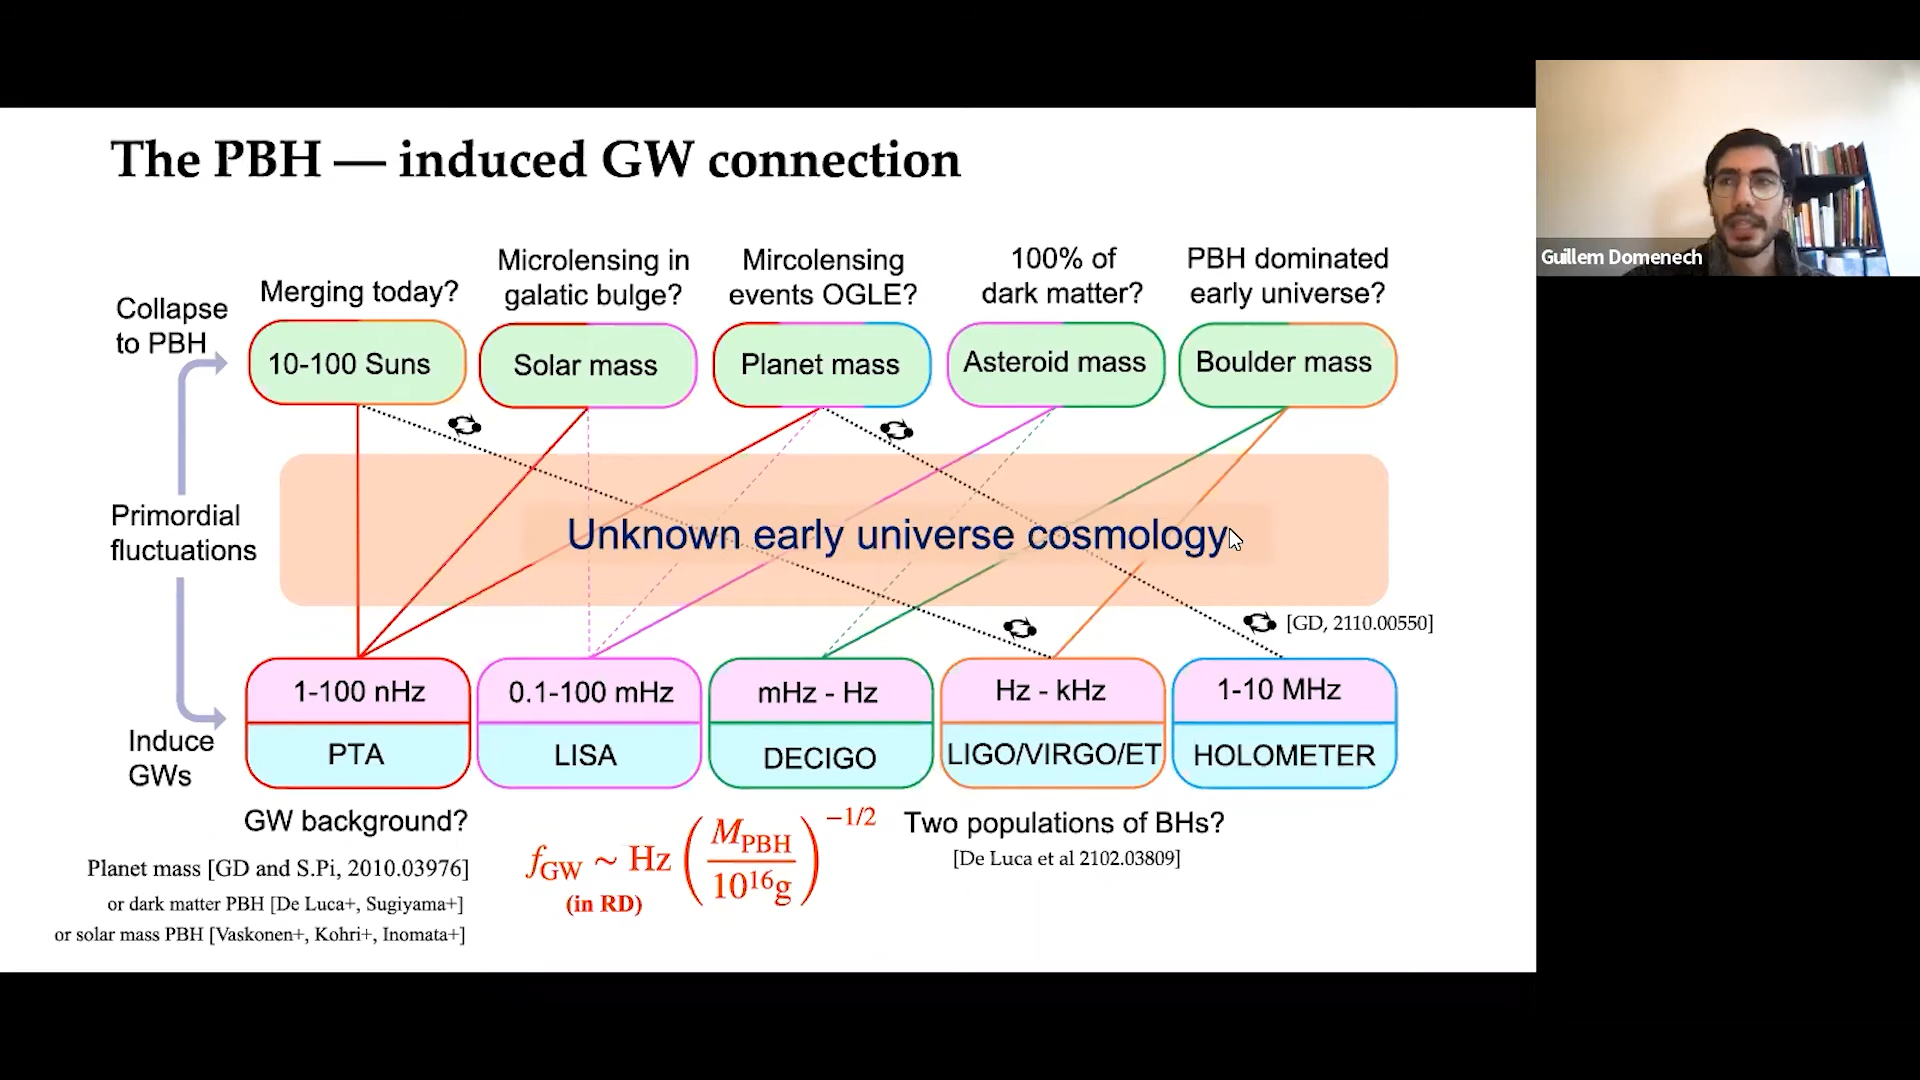 The PBH — induced GW connection
Guillem Domenech
Collapse
to PBH
Merging today?
Microlensing in
galatic bulge?
Mircolensing
events OGLE?
100% of
dark matter?
PBH dominated
early universe?
10-100 Suns
Solar mass
Planet mass
Asteroid mass
Boulder mass
Primordial
fluctuations
Unknown early universe cosmology
[GD, 2110.00550]
Induce
GWs
1-100 nHz
0.1-100 mHz
mHz - Hz
Hz - kHz
1-10 MHz
PTA
LISA
DECIGO
LIGO/VIRGO/ET
HOLOMETER
GW background?
Planet mass [GD and S.Pi, 2010.03976]
or dark matter PBH [De Luca+, Sugiyama+]
or solar mass PBH [Vaskonen+, Kohri+, Inomata+]
f_GW ~ Hz (M_PBH / 10^16 g)^−1/2
(in RD)
Two populations of BHs?
[De Luca et al 2102.03809]